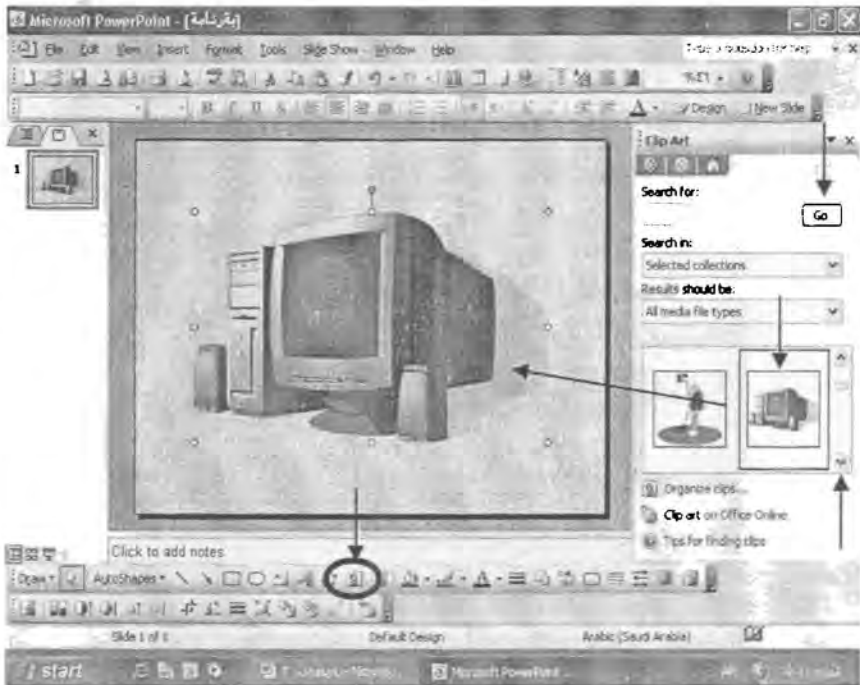 Microsoft PowerPoint - [بقرنامة]
File Edit View Insert Format Tools Slide Show Window Help
Design New Slide
Clip Art
1
Search for:
Go
Search in:
Selected collections
Results should be:
All media file types
Organize clips...
Clip art on Office Online
Tips for finding clips
Click to add notes
Draw AutoShapes
Slide 1 of 1 Default Design Arabic (Saudi Arabia)
start Microsoft PowerPoint